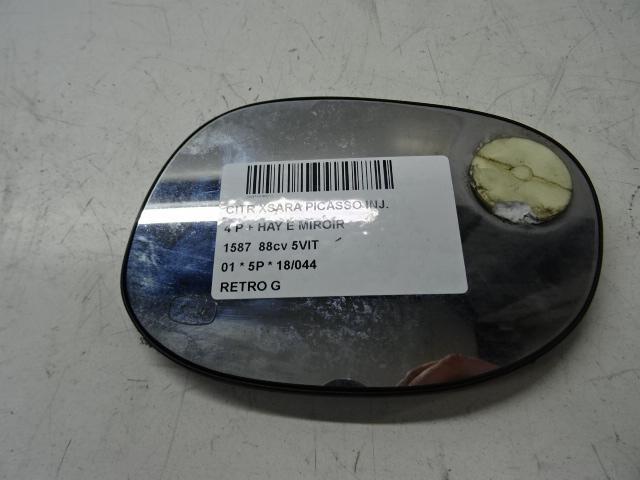 CITR XSARA PICASSO INJ.
4 P + HAY E MIROIR
1587 88cv 5VIT
01 * 5P * 18/044
RETRO G